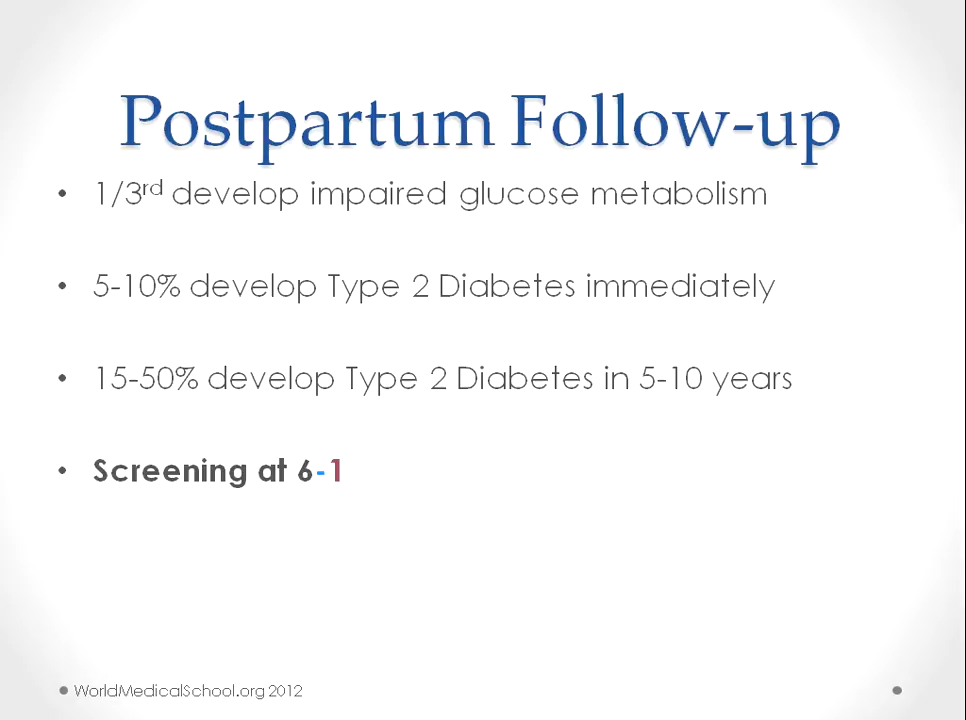 Postpartum Follow-up
• 1/3rd develop impaired glucose metabolism
• 5-10% develop Type 2 Diabetes immediately
• 15-50% develop Type 2 Diabetes in 5-10 years
• Screening at 6-1
WorldMedicalSchool.org 2012